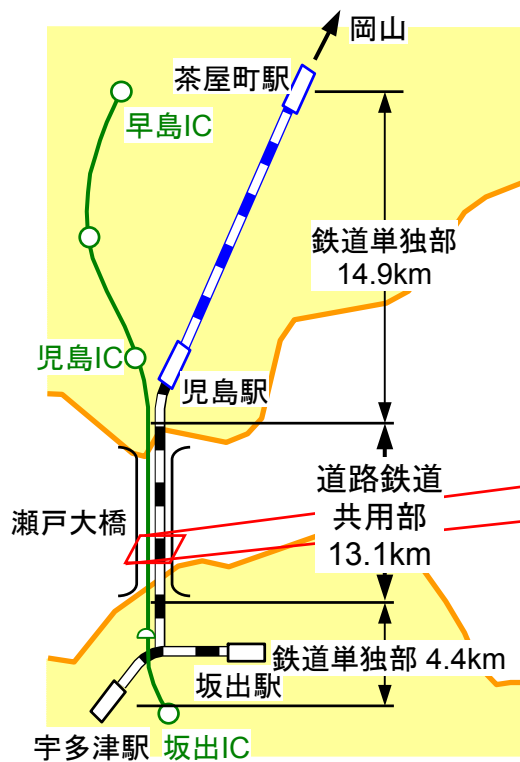 岡山
茶屋町駅
早島IC
鉄道単独部
14.9km
児島IC
児島駅
道路鉄道
共用部
13.1km
瀬戸大橋
鉄道単独部 4.4km
坂出駅
宇多津駅
坂出IC